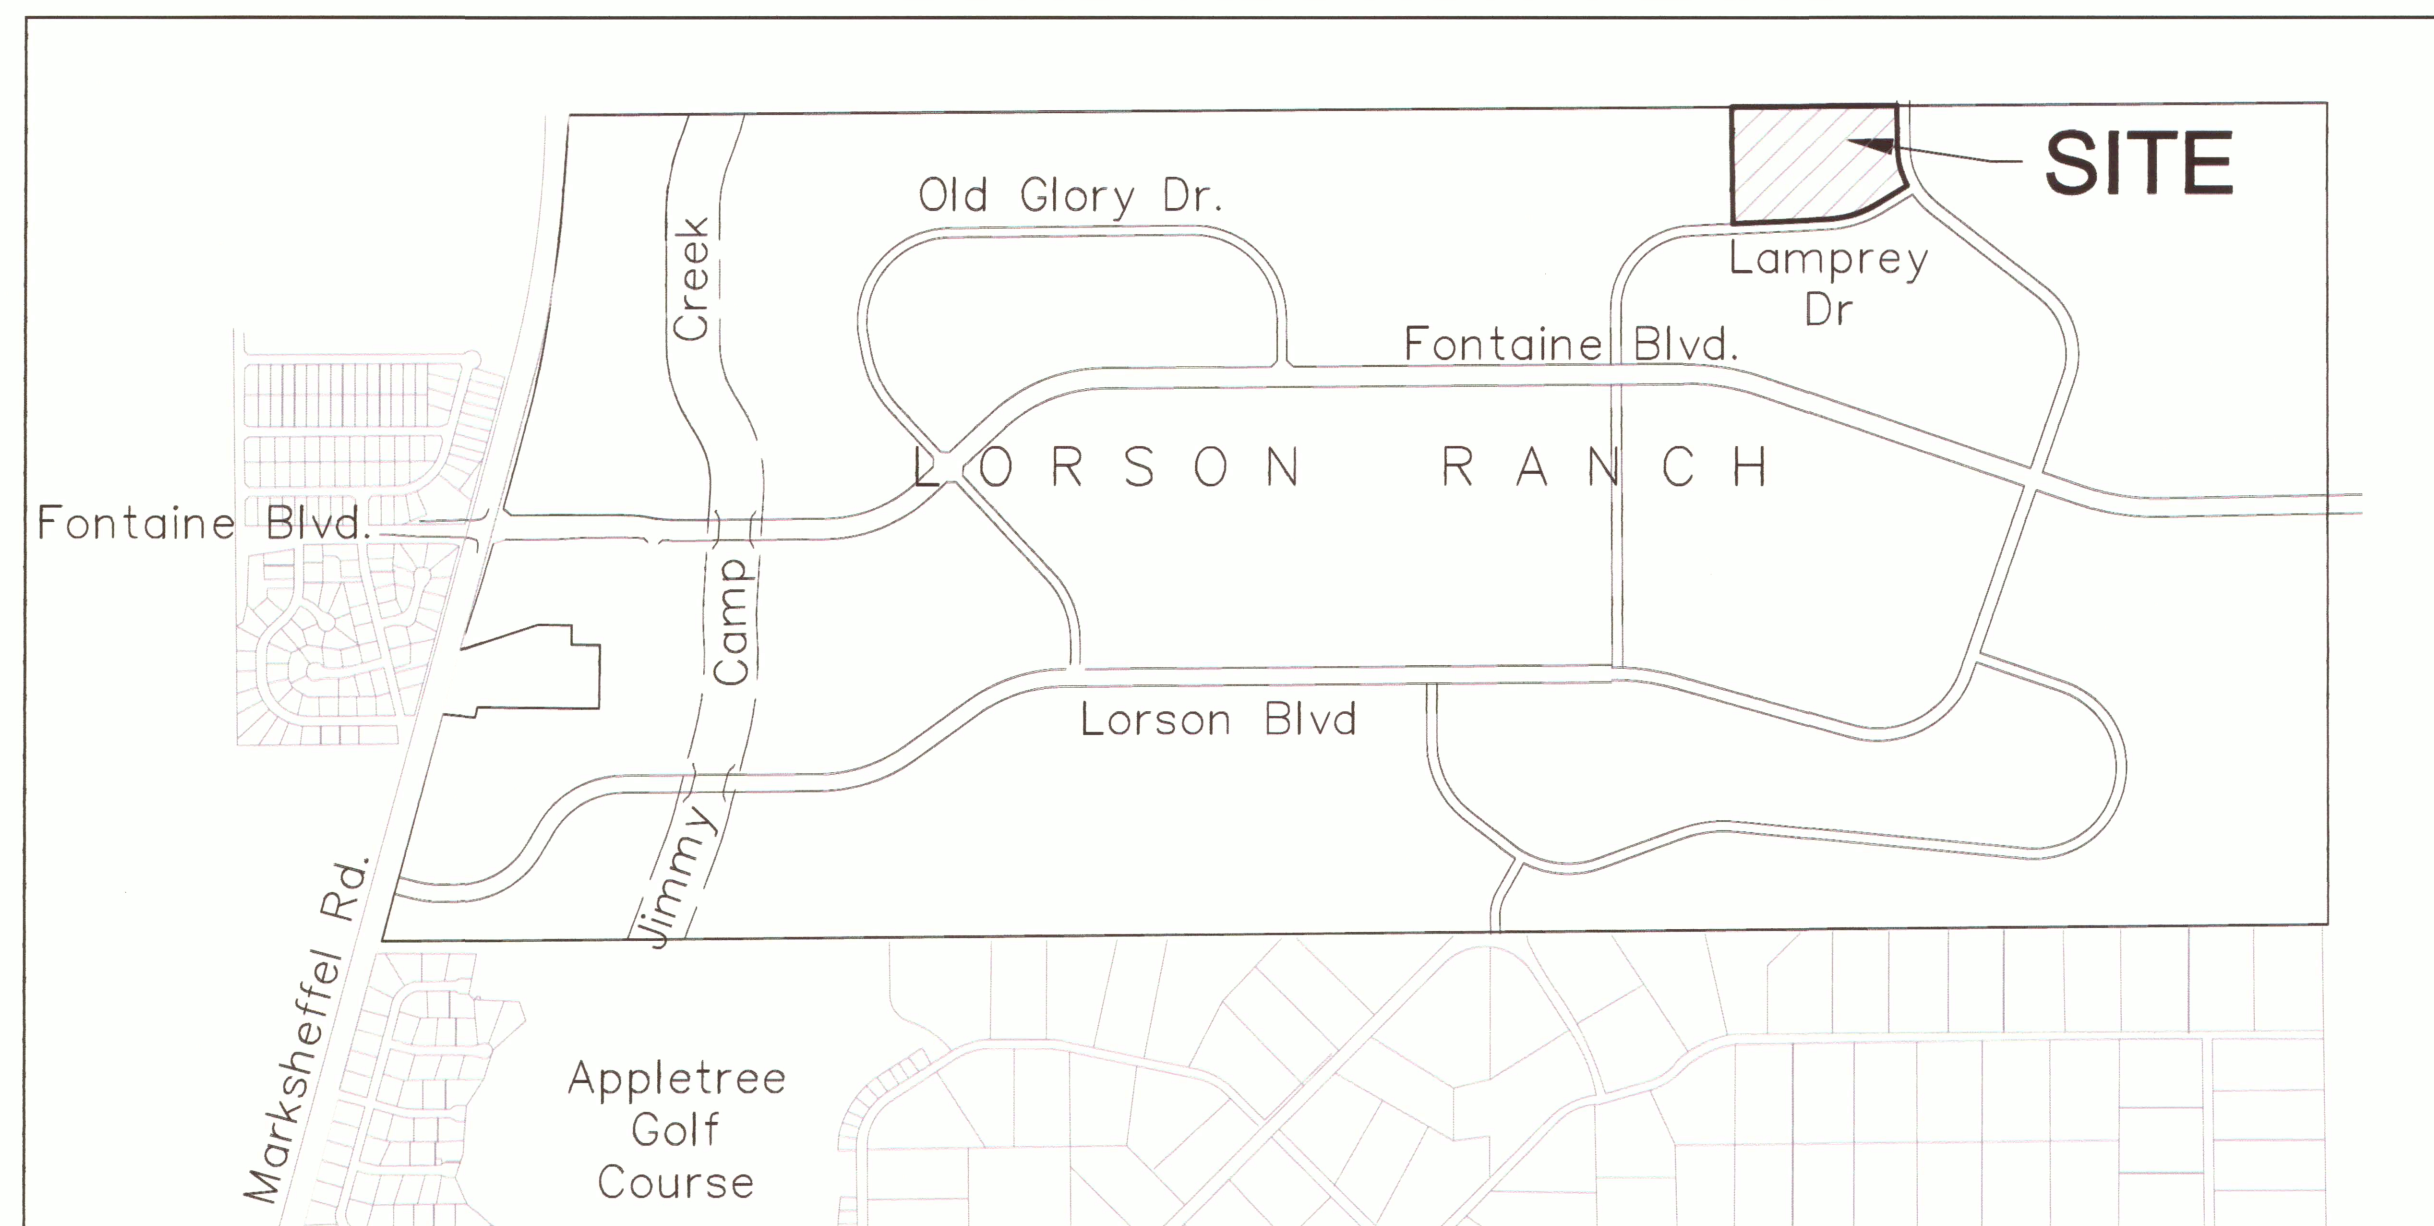 SITE
Old Glory Dr.
Creek
Lamprey
Dr
Fontaine Blvd.
LORSON RANCH
Fontaine Blvd.
Camp
Lorson Blvd
Jimmy
Marksheffel Rd.
Appletree
Golf
Course